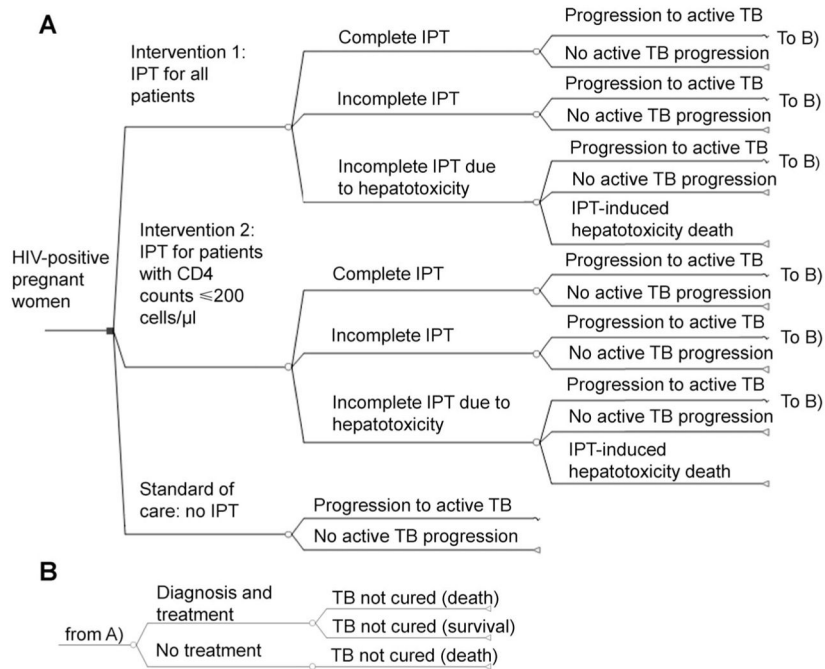 A
Intervention 1:
IPT for all
patients
Complete IPT
Progression to active TB
To B)
No active TB progression
Incomplete IPT
Progression to active TB
To B)
No active TB progression
Incomplete IPT due
to hepatotoxicity
Progression to active TB
To B)
No active TB progression
IPT-induced
hepatotoxicity death
HIV-positive
pregnant
women
Intervention 2:
IPT for patients
with CD4
counts ⩽200
cells/µl
Complete IPT
Progression to active TB
To B)
No active TB progression
Incomplete IPT
Progression to active TB
To B)
No active TB progression
Incomplete IPT due to
hepatotoxicity
Progression to active TB
To B)
No active TB progression
IPT-induced
hepatotoxicity death
Standard of
care: no IPT
Progression to active TB
No active TB progression
B
from A)
Diagnosis and
treatment
TB not cured (death)
TB not cured (survival)
No treatment
TB not cured (death)